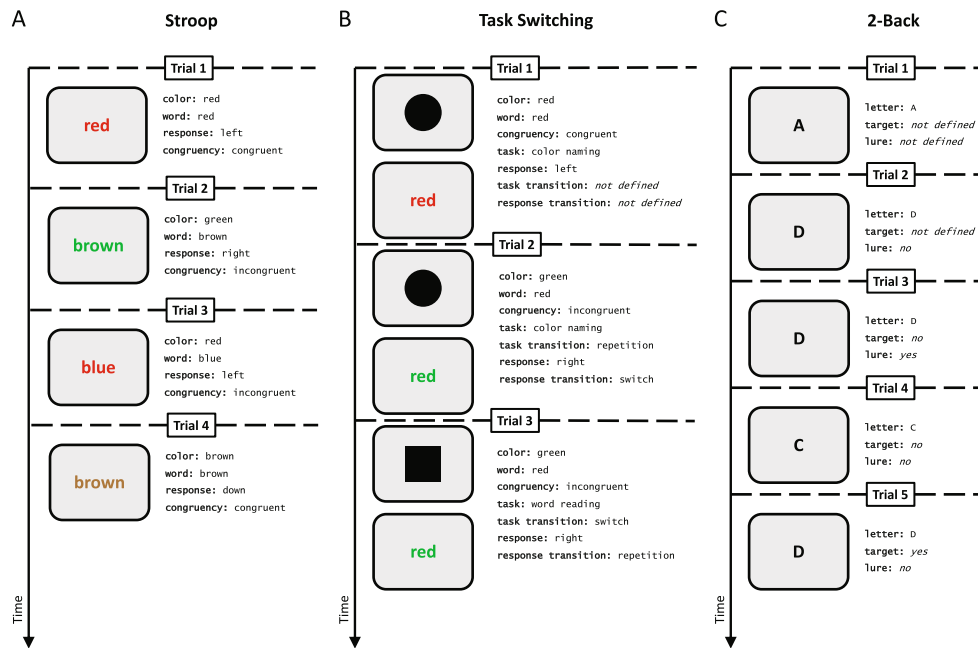 A
Stroop
Trial 1
red
color: red
word: red
response: left
congruency: congruent
Trial 2
brown
color: green
word: brown
response: right
congruency: incongruent
Trial 3
blue
color: red
word: blue
response: left
congruency: incongruent
Trial 4
brown
color: brown
word: brown
response: down
congruency: congruent
Time
B
Task Switching
Trial 1
color: red
word: red
congruency: congruent
task: color naming
response: left
task transition: not defined
response transition: not defined
red
Trial 2
color: green
word: red
congruency: incongruent
task: color naming
task transition: repetition
response: right
response transition: switch
red
Trial 3
color: green
word: red
congruency: incongruent
task: word reading
task transition: switch
response: right
response transition: repetition
red
Time
C
2-Back
Trial 1
A
letter: A
target: not defined
lure: not defined
Trial 2
D
letter: D
target: not defined
lure: no
Trial 3
D
letter: D
target: no
lure: yes
Trial 4
C
letter: C
target: no
lure: no
Trial 5
D
letter: D
target: yes
lure: no
Time